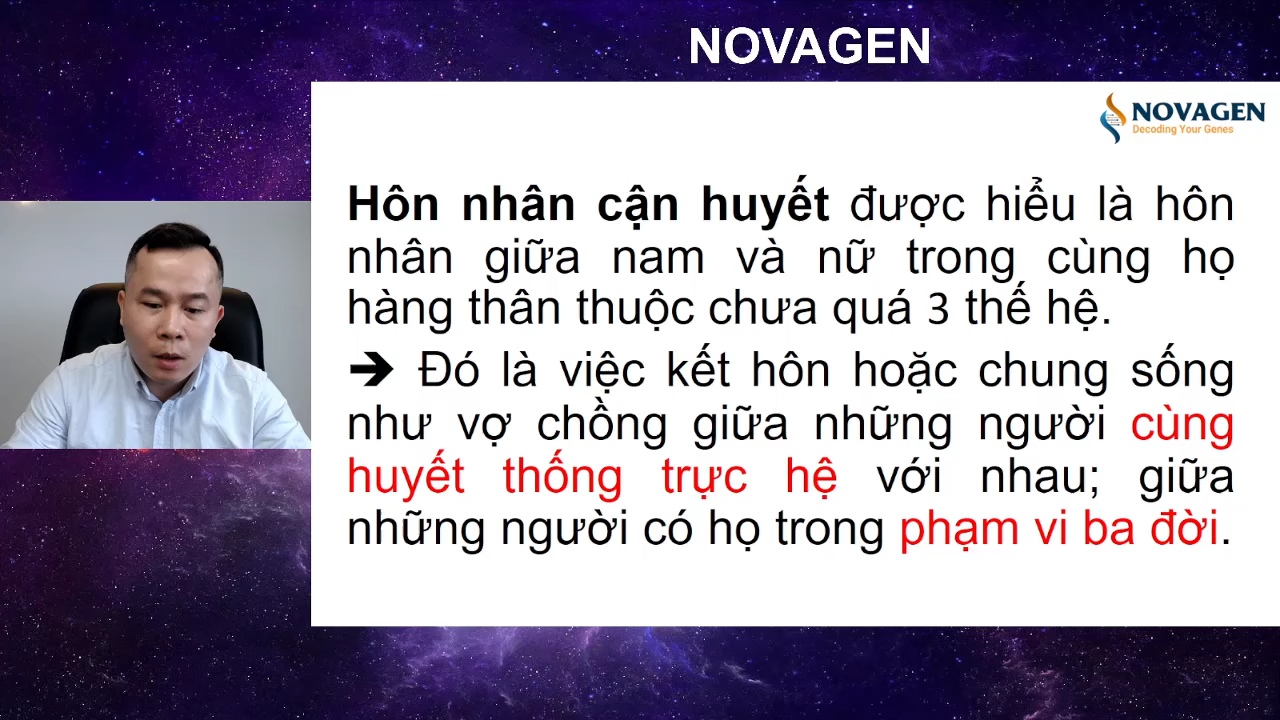 NOVAGEN
NOVAGEN
Decoding Your Genes
Hôn nhân cận huyết được hiểu là hôn
nhân giữa nam và nữ trong cùng họ
hàng thân thuộc chưa quá 3 thế hệ.
➔ Đó là việc kết hôn hoặc chung sống
như vợ chồng giữa những người cùng
huyết thống trực hệ với nhau; giữa
những người có họ trong phạm vi ba đời.